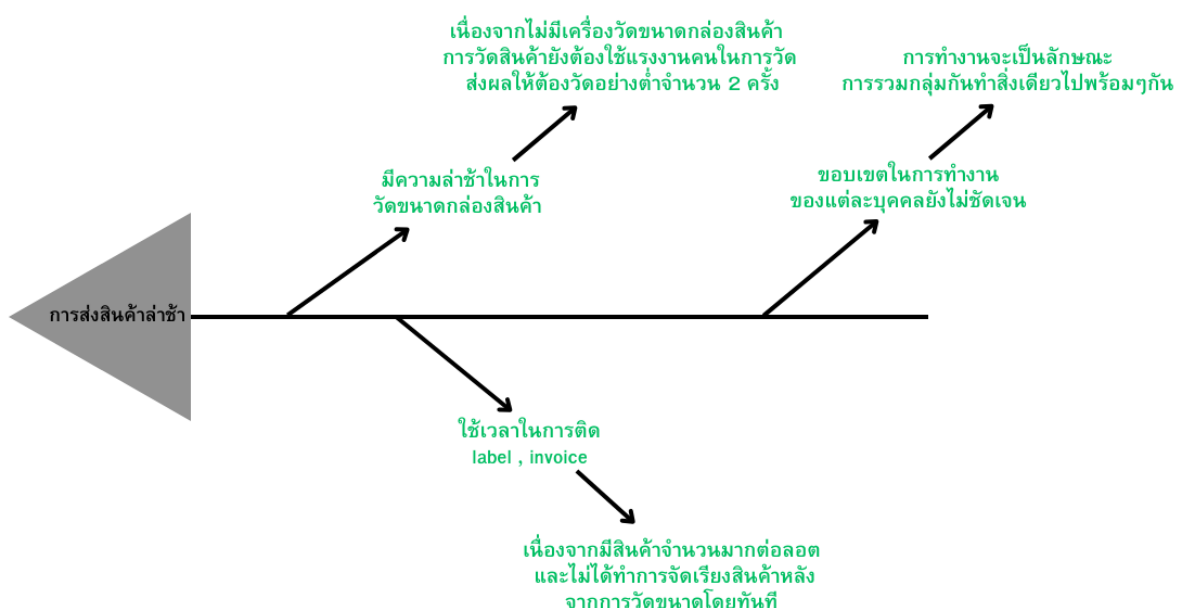 เนื่องจากไม่มีเครื่องวัดขนาดกล่องสินค้า
การวัดสินค้ายังต้องใช้แรงงานคนในการวัด
ส่งผลให้ต้องวัดอย่างต่ำจำนวน 2 ครั้ง
การทำงานจะเป็นลักษณะ
การรวมกลุ่มกันทำสิ่งเดียวไปพร้อมๆกัน
มีความล่าช้าในการ
วัดขนาดกล่องสินค้า
ขอบเขตในการทำงาน
ของแต่ละบุคคลยังไม่ชัดเจน
การส่งสินค้าล่าช้า
ใช้เวลาในการติด
label , invoice
เนื่องจากมีสินค้าจำนวนมากต่อลอต
และไม่ได้ทำการจัดเรียงสินค้าหลัง
จากการวัดขนาดโดยทันที